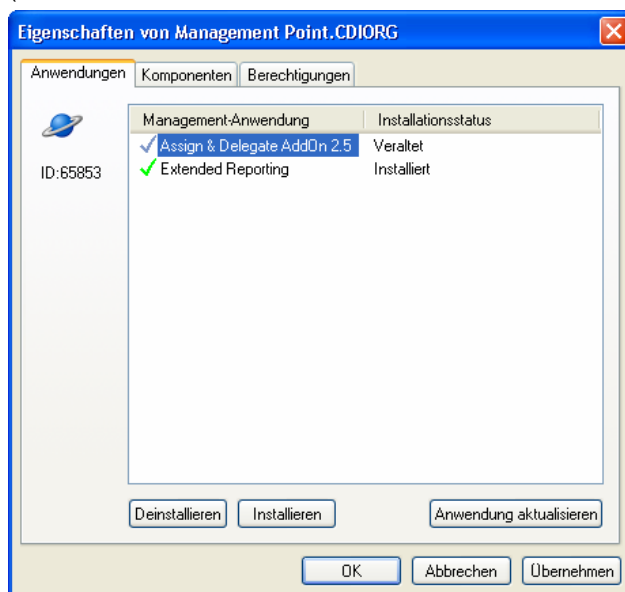 Eigenschaften von Management Point.CDIORG
Anwendungen Komponenten Berechtigungen
Management-Anwendung Installationsstatus
Assign & Delegate AddOn 2.5 Veraltet
ID:65853 Extended Reporting Installiert
Deinstallieren Installieren Anwendung aktualisieren
OK Abbrechen Übernehmen